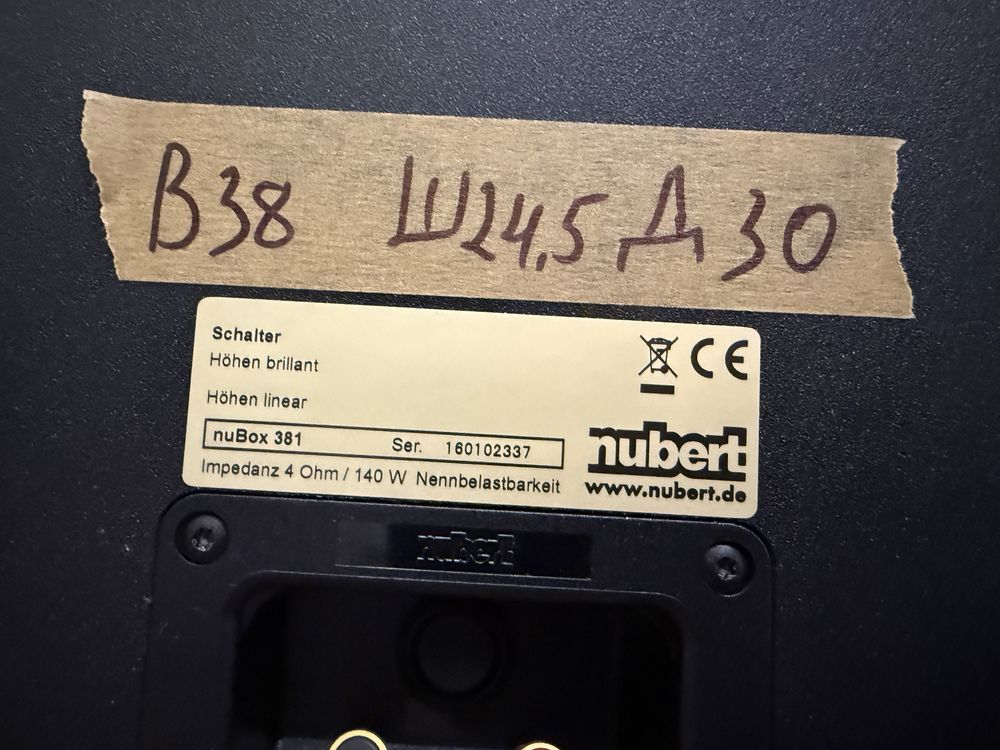 В38 Ш24,5 Д30
Schalter
Höhen brillant
Höhen linear
nuBox 381 Ser. 160102337
Impedanz 4 Ohm / 140 W Nennbelastbarkeit
CE
nubert
www.nubert.de
nubert